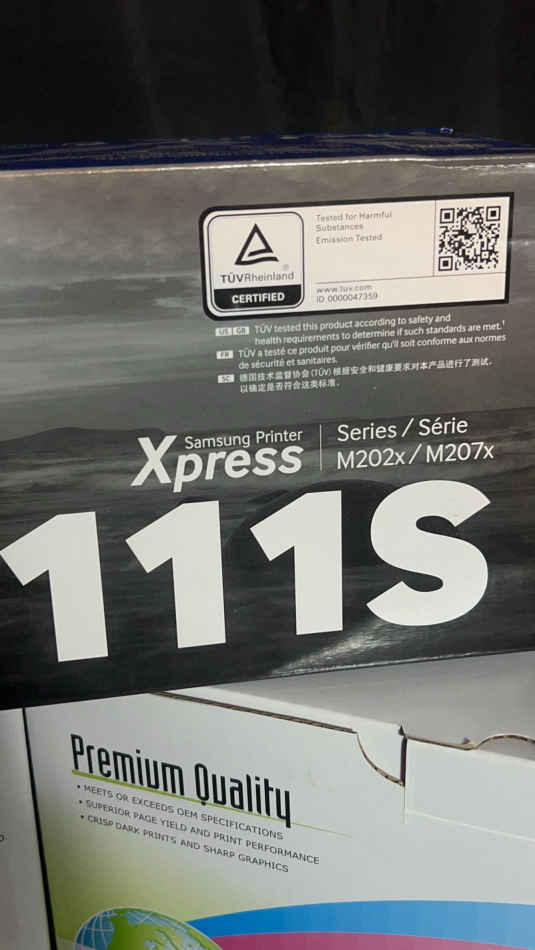 Tested for Harmful
Substances
Emission Tested
®
TÜVRheinland
CERTIFIED
www.tuv.com
ID 0000047359
US GB TÜV tested this product according to safety and
health requirements to determine if such standards are met.¹
FR TÜV a testé ce produit pour vérifier qu'il soit conforme aux normes
de sécurité et sanitaires.
SC 德国技术监督协会(TÜV)根据安全和健康要求对本产品进行了测试,
以确定是否符合这类标准。
Samsung Printer
Xpress
Series / Série
M202x / M207x
111S
Premium Quality
• MEETS OR EXCEEDS OEM SPECIFICATIONS
• SUPERIOR PAGE YIELD AND PRINT PERFORMANCE
• CRISP DARK PRINTS AND SHARP GRAPHICS